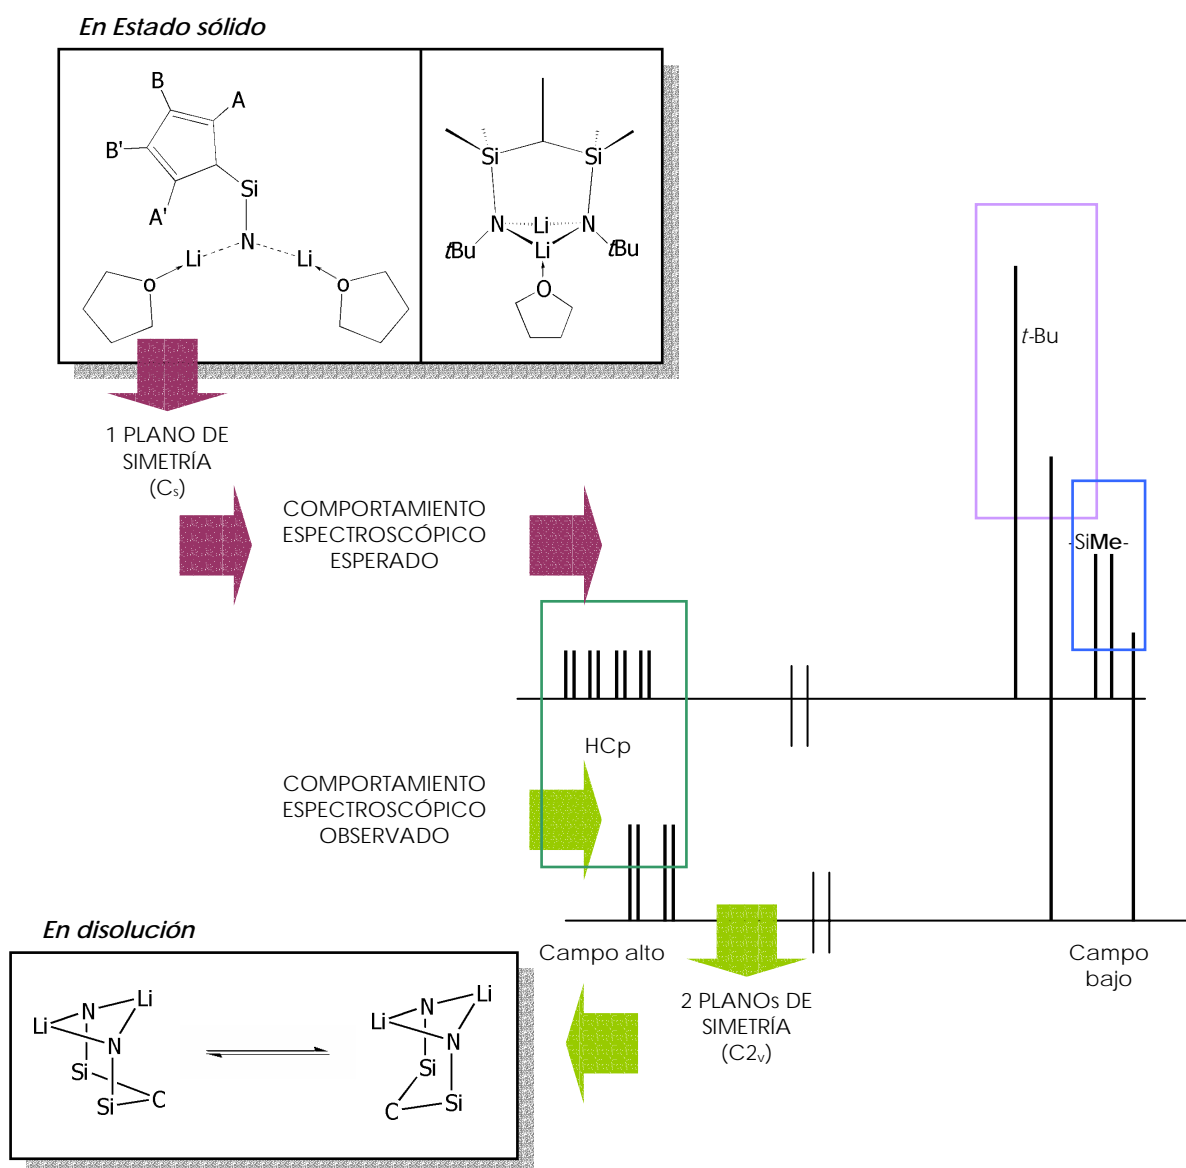 En Estado sólido
B
A
B'
A'
Si
N
Li
Li
O
O
Si
Si
N
Li
N
Li
tBu
tBu
O
t-Bu
-SiMe-
1 PLANO DE
SIMETRÍA
(Cs)
COMPORTAMIENTO
ESPECTROSCÓPICO
ESPERADO
HCp
COMPORTAMIENTO
ESPECTROSCÓPICO
OBSERVADO
En disolución
Campo alto
Campo
bajo
2 PLANOs DE
SIMETRÍA
(C2v)
N
Li
Li
N
Si
Si
C
N
Li
Li
N
Si
C
Si